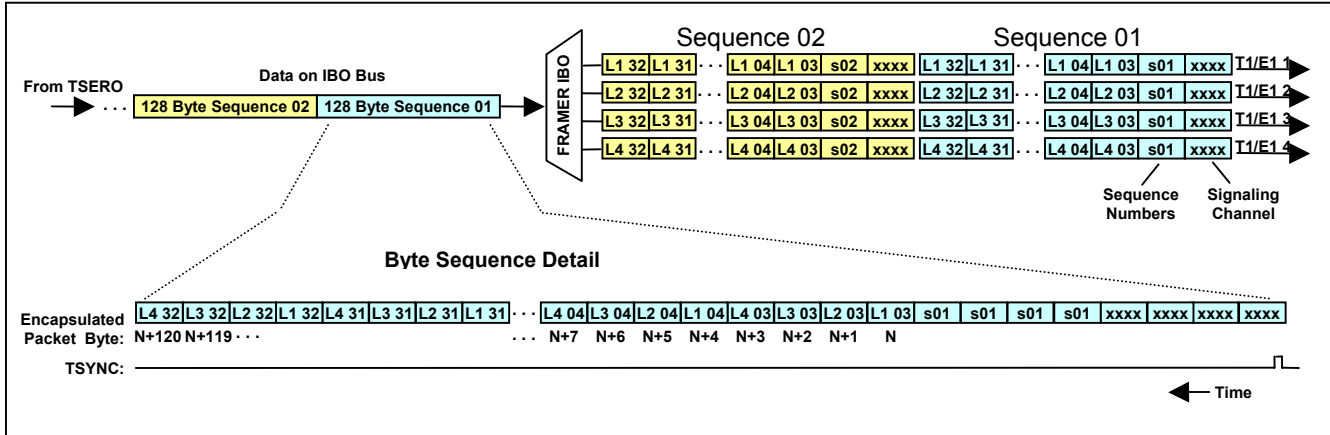 Sequence 02 Sequence 01
From TSERO
Data on IBO Bus
. . . 128 Byte Sequence 02 128 Byte Sequence 01
FRAMER IBO
L1 32 L1 31 . . . L1 04 L1 03 s02 xxxx L1 32 L1 31 . . . L1 04 L1 03 s01 xxxx T1/E1 1
L2 32 L2 31 . . . L2 04 L2 03 s02 xxxx L2 32 L2 31 . . . L2 04 L2 03 s01 xxxx T1/E1 2
L3 32 L3 31 . . . L3 04 L3 03 s02 xxxx L3 32 L3 31 . . . L3 04 L3 03 s01 xxxx T1/E1 3
L4 32 L4 31 . . . L4 04 L4 03 s02 xxxx L4 32 L4 31 . . . L4 04 L4 03 s01 xxxx T1/E1 4
Sequence Numbers
Signaling Channel
Byte Sequence Detail
L4 32 L3 32 L2 32 L1 32 L4 31 L3 31 L2 31 L1 31 . . . L4 04 L3 04 L2 04 L1 04 L4 03 L3 03 L2 03 L1 03 s01 s01 s01 s01 xxxx xxxx xxxx xxxx
Encapsulated
Packet Byte: N+120 N+119 . . . . . . N+7 N+6 N+5 N+4 N+3 N+2 N+1 N
TSYNC:
Time